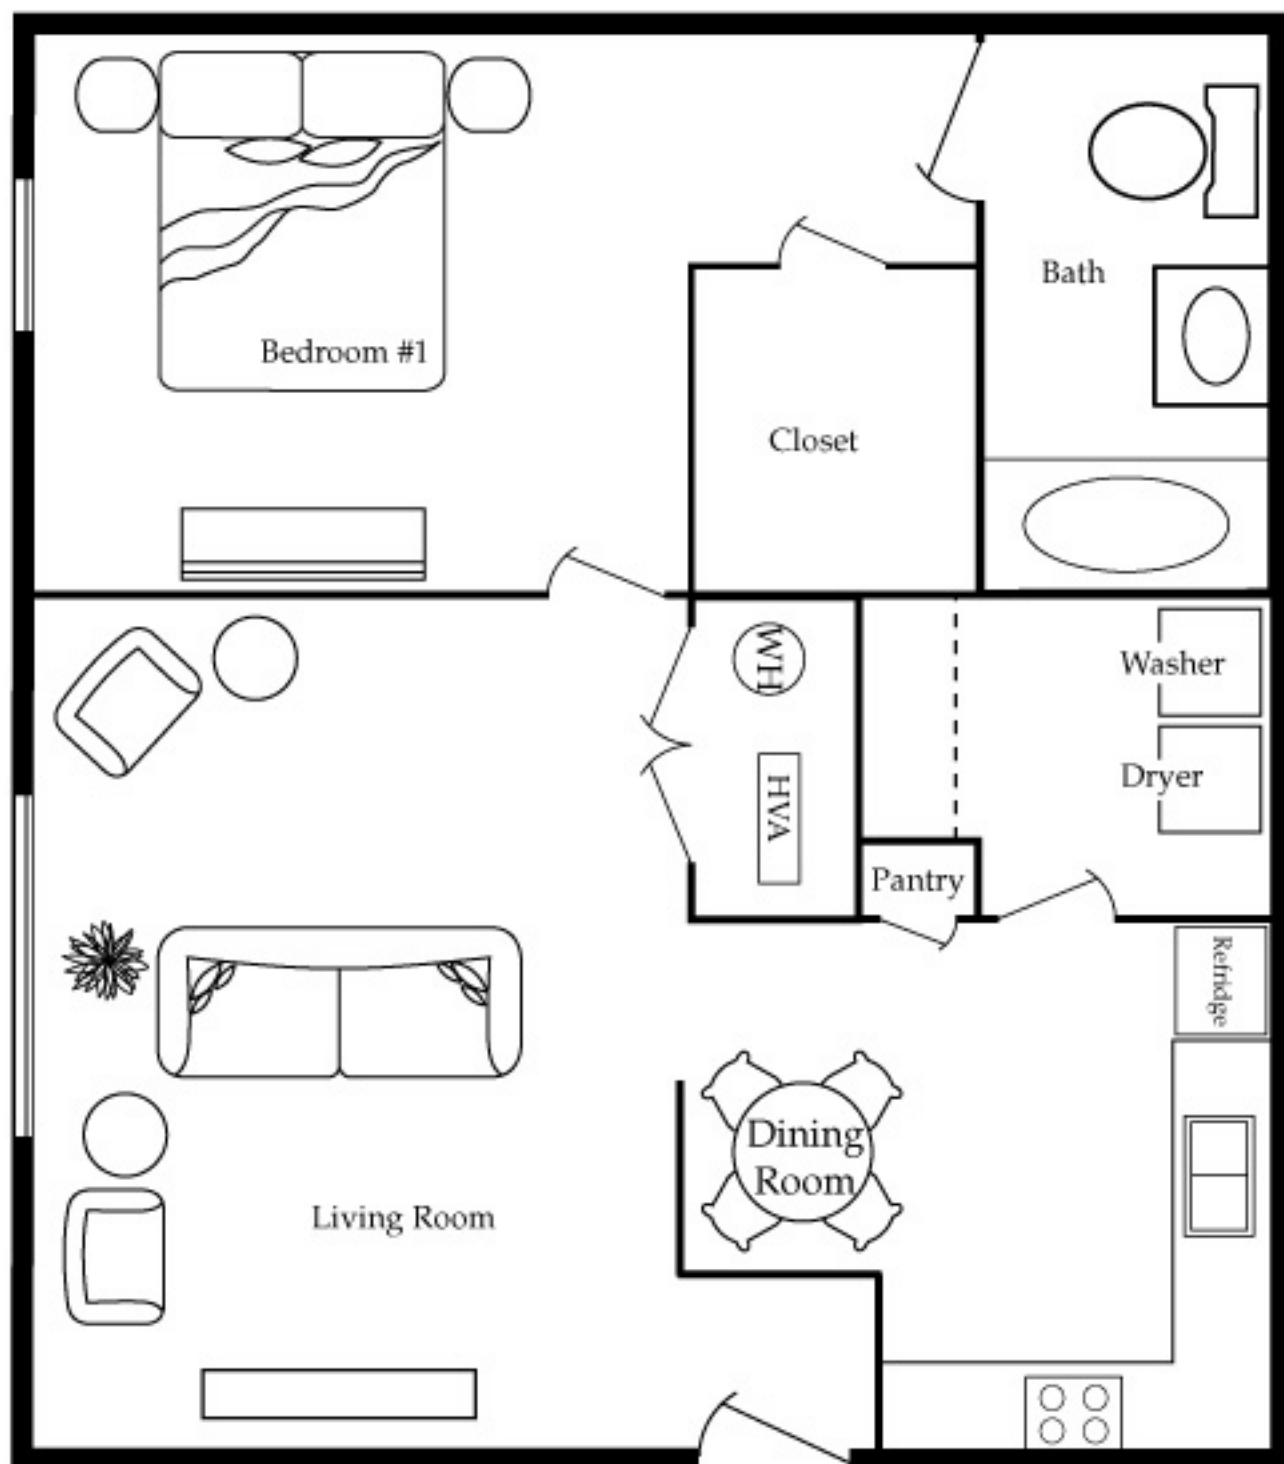 Bath
Bedroom #1
Closet
WH
Washer
HVA
Dryer
Pantry
Refridge
Dining
Room
Living Room